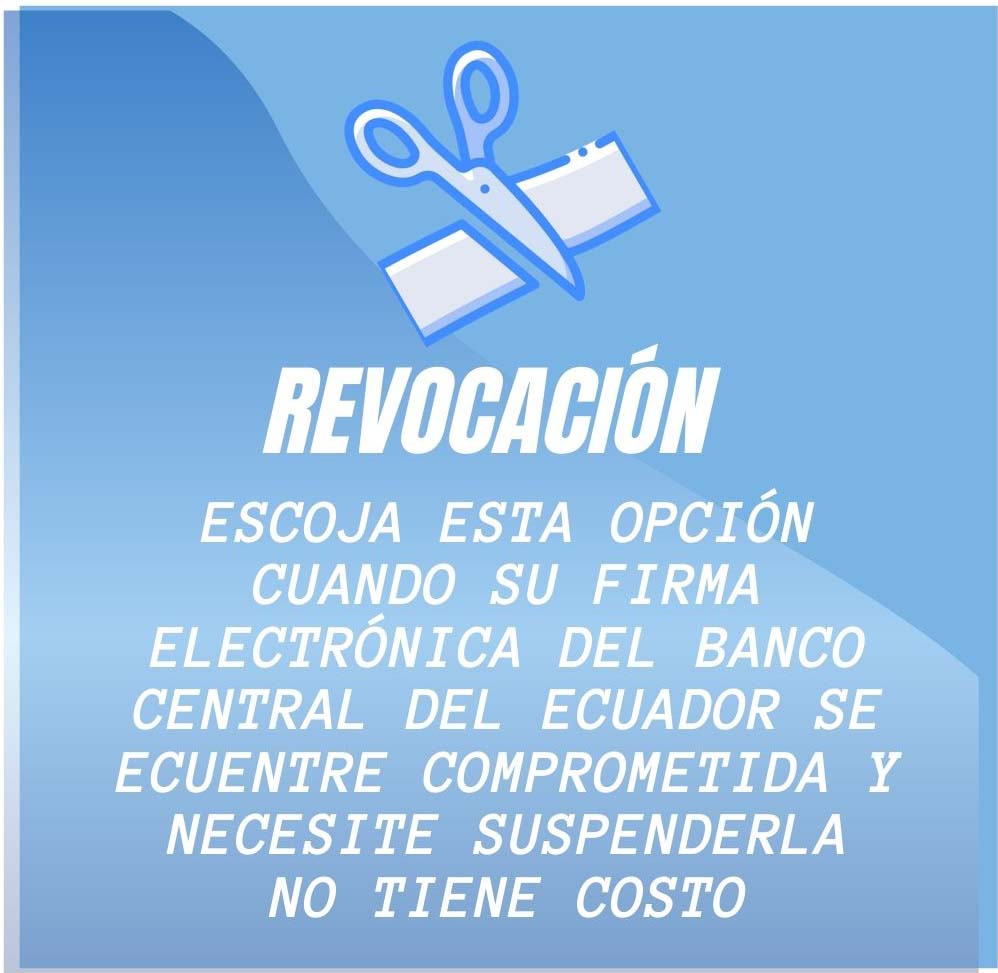 REVOCACIÓN
ESCOJA ESTA OPCIÓN
CUANDO SU FIRMA
ELECTRÓNICA DEL BANCO
CENTRAL DEL ECUADOR SE
ECUENTRE COMPROMETIDA Y
NECESITE SUSPENDERLA
NO TIENE COSTO